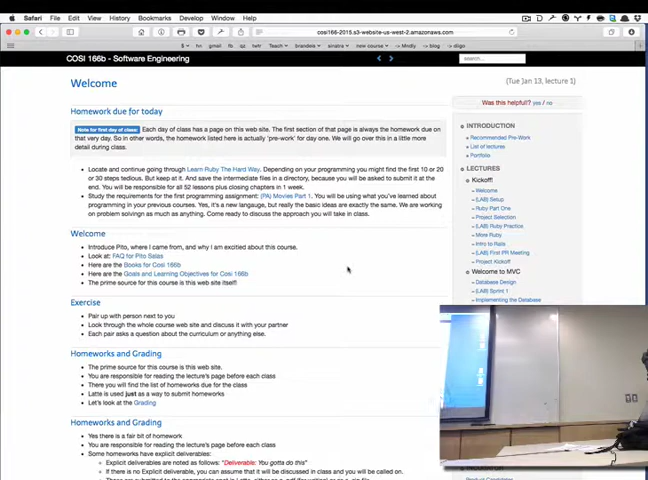 Safari File Edit View History Bookmarks Develop Window Help
cosi166-2015.s3-website-us-west-2.amazonaws.com
COSI 166b - Software Engineering
search...
Welcome
(Tue Jan 13, lecture 1)
Homework due for today
Note for first day of class: Each day of class has a page on this web site. The first section of that page is always the homework due on
that very day. So in other words, the homework listed here is actually 'pre-work' for day one. We will go over this in a little more
detail during class.
Locate and continue going through Learn Ruby The Hard Way. Depending on your programming you might find the first 10 or
20 or 30 steps tedious. But keep at it. And save the intermediate files in a directory, because you will be asked to submit it at the
end. You will be responsible for all 52 lessons plus closing chapters in 1 week.
Study the requirements for the first programming assignment: (PA) Movies Part 1. You will be using what you've learned about
programming in your previous courses. Yes, it's a new langauge, but really the basic ideas are exactly the same. We are working
on problem solvingn as much as anything. Come ready to discuss the approach you will take in class.
Welcome
Introduce Pito, where I came from, and why I am exciited about this course.
Look at: FAQ for Pito Salas
Here are the Books for Cosi 166b
Here are the Goals and Learning Objectives for Cosi 166b
The prime source for this course is this web site itself!
Exercise
Pair up with person next to you
Look through the whole course web site and discuss it with your partner
Each pair asks a question about the curriculum or anything else.
Homeworks and Grading
The prime source for this course is this web site.
You are responsible for reading the lecture's page before each class
There you will find the list of homeworks due for the class
Latte is used just as a way to submit homeworks
Let's look at the Grading
Homeworks and Grading
Yes there is a fair bit of homework
You are responsible for reading the lecture's page before each class
Some homeworks have explicit deliverables:
Explicit deliverables are noted as follows: "Deliverable: You gotta do this"
If there is no Explicit deliverable, you can assume that it will be discussed in class and you will be called on.
Was this helpful? yes / no
INTRODUCTION
Recommended Pre-Work
List of lectures
Portfolio
LECTURES
Kickoff!
Welcome
(LAB) Setup
Ruby Part One
Project Selection
(LAB) Ruby Practice
More Ruby
Intro to Rails
(LAB) First PR Meeting
Project Kickoff
Welcome to MVC
Database Design
(LAB) Sprint 1
Implementing the Database